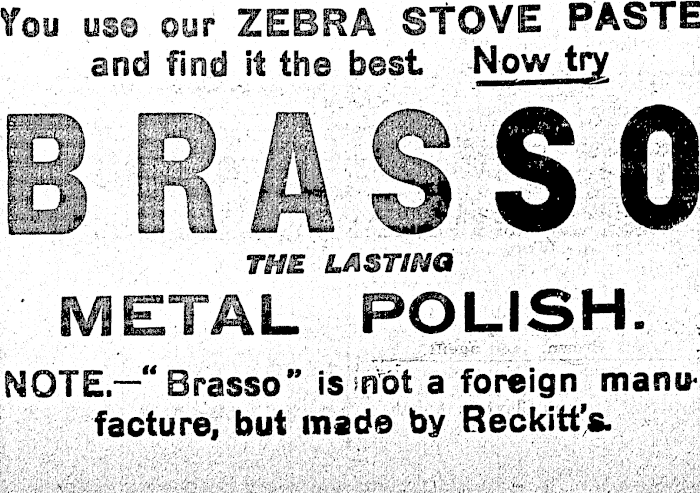 You use our ZEBRA STOVE PASTE
and find it the best. Now try
BRASSO
THE LASTING
METAL POLISH.
NOTE.—“Brasso” is not a foreign manu-
facture, but made by Reckitt's.